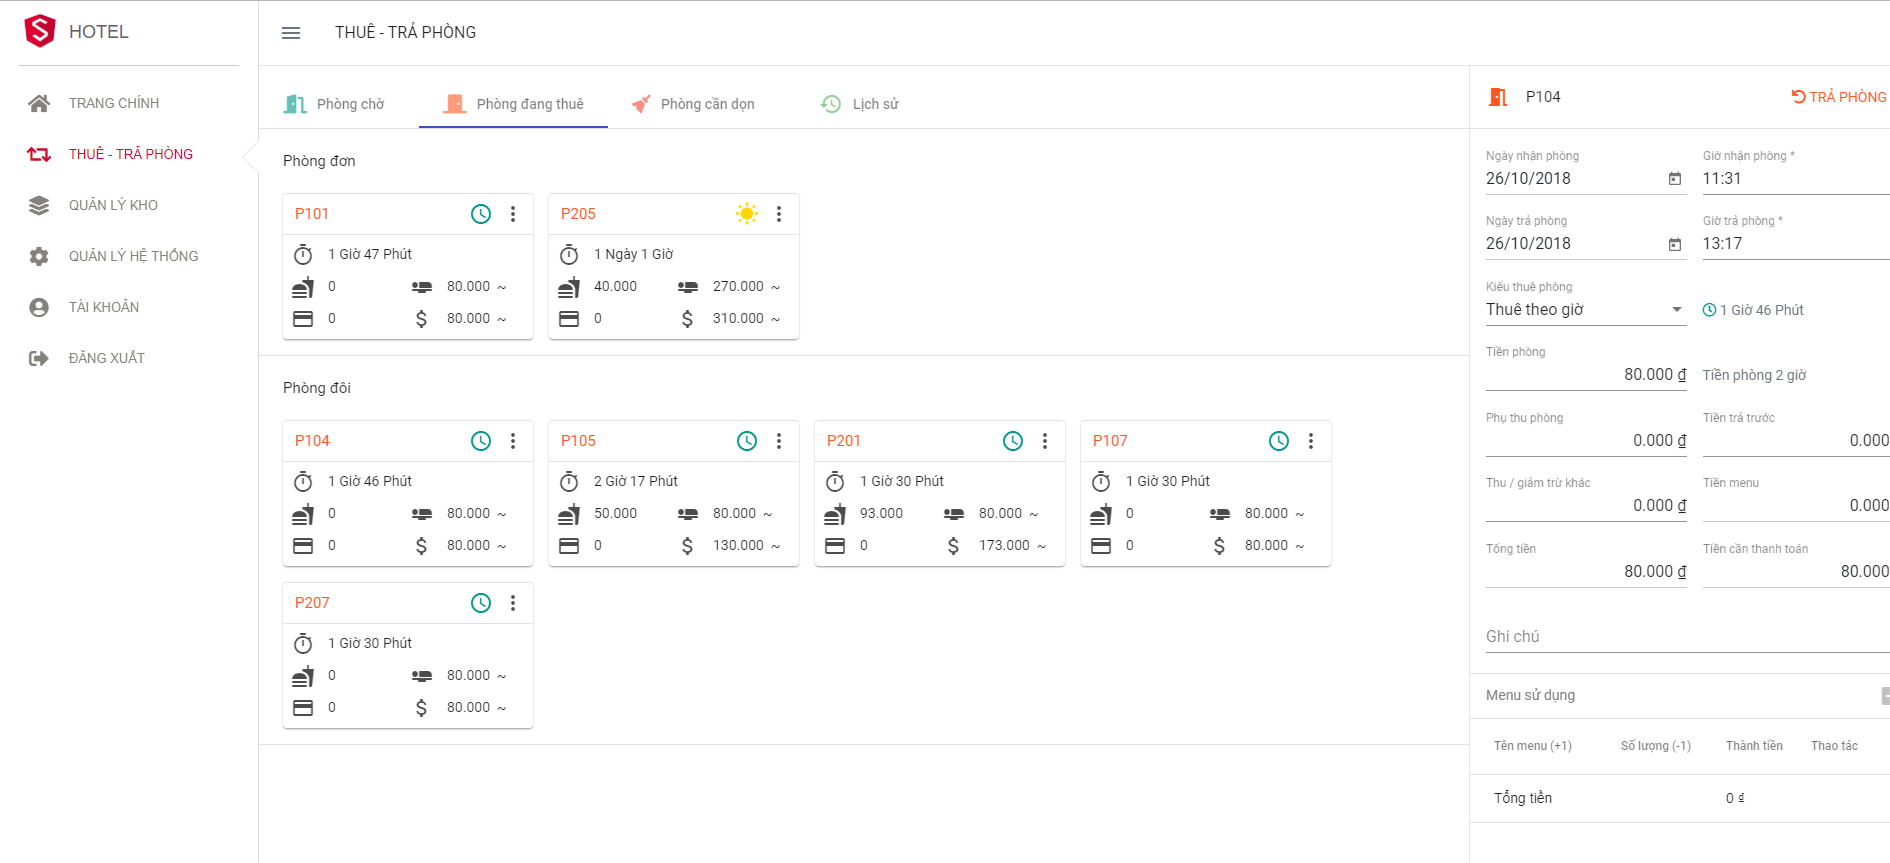 HOTEL
TRANG CHÍNH
THUÊ - TRẢ PHÒNG
QUẢN LÝ KHO
QUẢN LÝ HỆ THỐNG
TÀI KHOẢN
ĐĂNG XUẤT
THUÊ - TRẢ PHÒNG
Phòng chờ
Phòng đang thuê
Phòng cần dọn
Lịch sử
Phòng đơn
P101
1 Giờ 47 Phút
0 80.000 ~
0 $ 80.000 ~
P205
1 Ngày 1 Giờ
40.000 270.000 ~
0 $ 310.000 ~
Phòng đôi
P104
1 Giờ 46 Phút
0 80.000 ~
0 $ 80.000 ~
P105
2 Giờ 17 Phút
50.000 80.000 ~
0 $ 130.000 ~
P201
1 Giờ 30 Phút
93.000 80.000 ~
0 $ 173.000 ~
P107
1 Giờ 30 Phút
0 80.000 ~
0 $ 80.000 ~
P207
1 Giờ 30 Phút
0 80.000 ~
0 $ 80.000 ~
P104 TRẢ PHÒNG
Ngày nhận phòng Giờ nhận phòng *
26/10/2018 11:31
Ngày trả phòng Giờ trả phòng *
26/10/2018 13:17
Kiểu thuê phòng
Thuê theo giờ 1 Giờ 46 Phút
Tiền phòng
80.000 ₫ Tiền phòng 2 giờ
Phụ thu phòng Tiền trả trước
0.000 ₫ 0.000
Thu / giảm trừ khác Tiền menu
0.000 ₫ 0.000
Tổng tiền Tiền cần thanh toán
80.000 ₫ 80.000
Ghi chú
Menu sử dụng
Tên menu (+1) Số lượng (-1) Thành tiền Thao tác
Tổng tiền 0 ₫